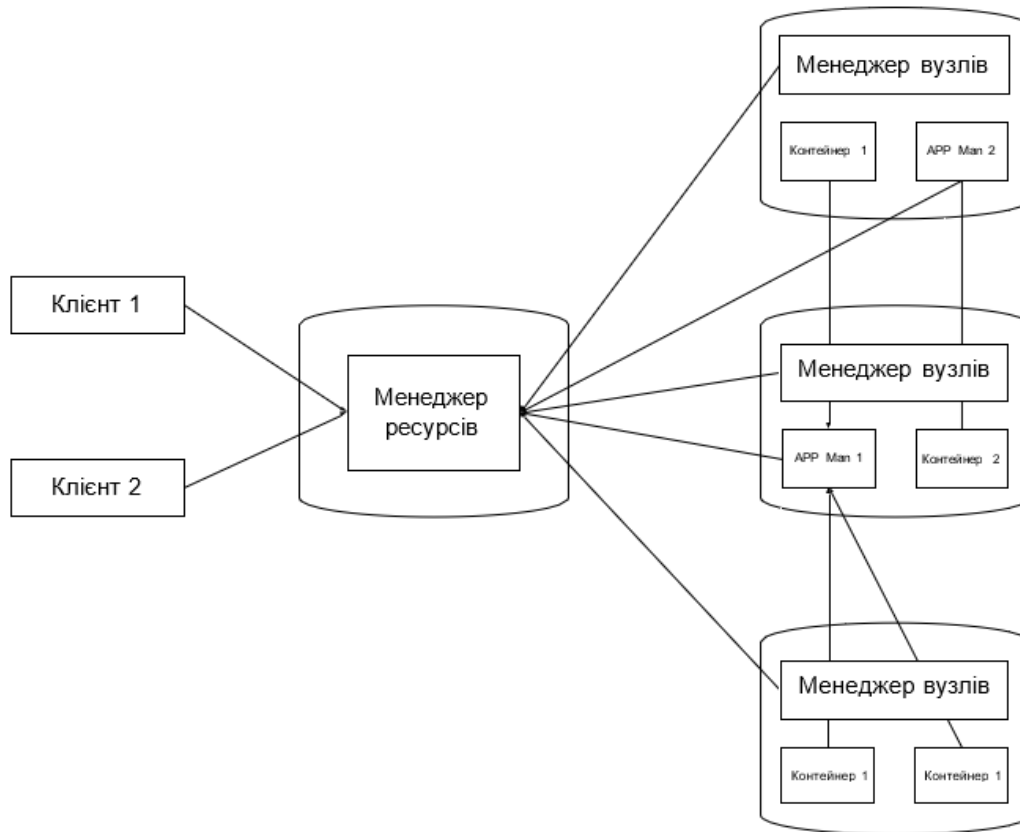 Менеджер вузлів
Контейнер 1
APP Man 2
Клієнт 1
Клієнт 2
Менеджер
ресурсів
Менеджер вузлів
APP Man 1
Контейнер 2
Менеджер вузлів
Контейнер 1
Контейнер 1